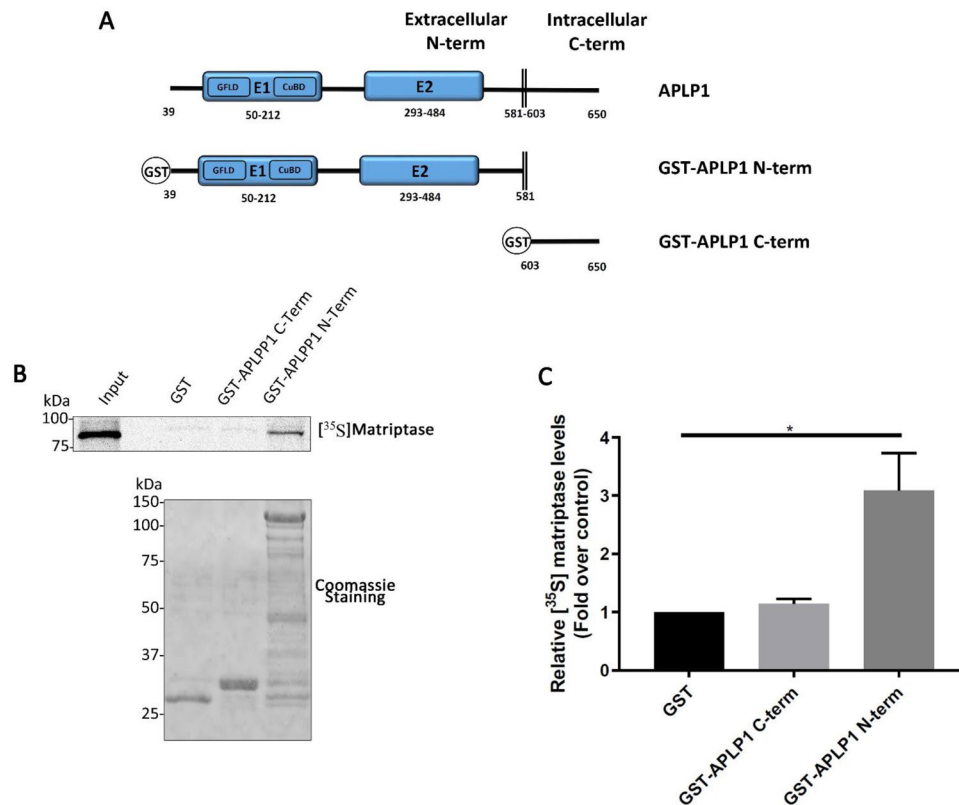 A
Extracellular
N-term
Intracellular
C-term
GFLD E1 CuBD
E2
APLP1
39
50-212
293-484
581-603
650
GST
GFLD E1 CuBD
E2
GST-APLP1 N-term
39
50-212
293-484
581
GST
GST-APLP1 C-term
603
650
B
Input
GST
GST-APLPP1 C-Term
GST-APLPP1 N-Term
kDa
100
75
[³⁵S]Matriptase
kDa
150
100
75
50
37
25
Coomassie
Staining
C
Relative [³⁵S] matriptase levels
(Fold over control)
4
3
2
1
0
*
GST
GST-APLP1 C-term
GST-APLP1 N-term